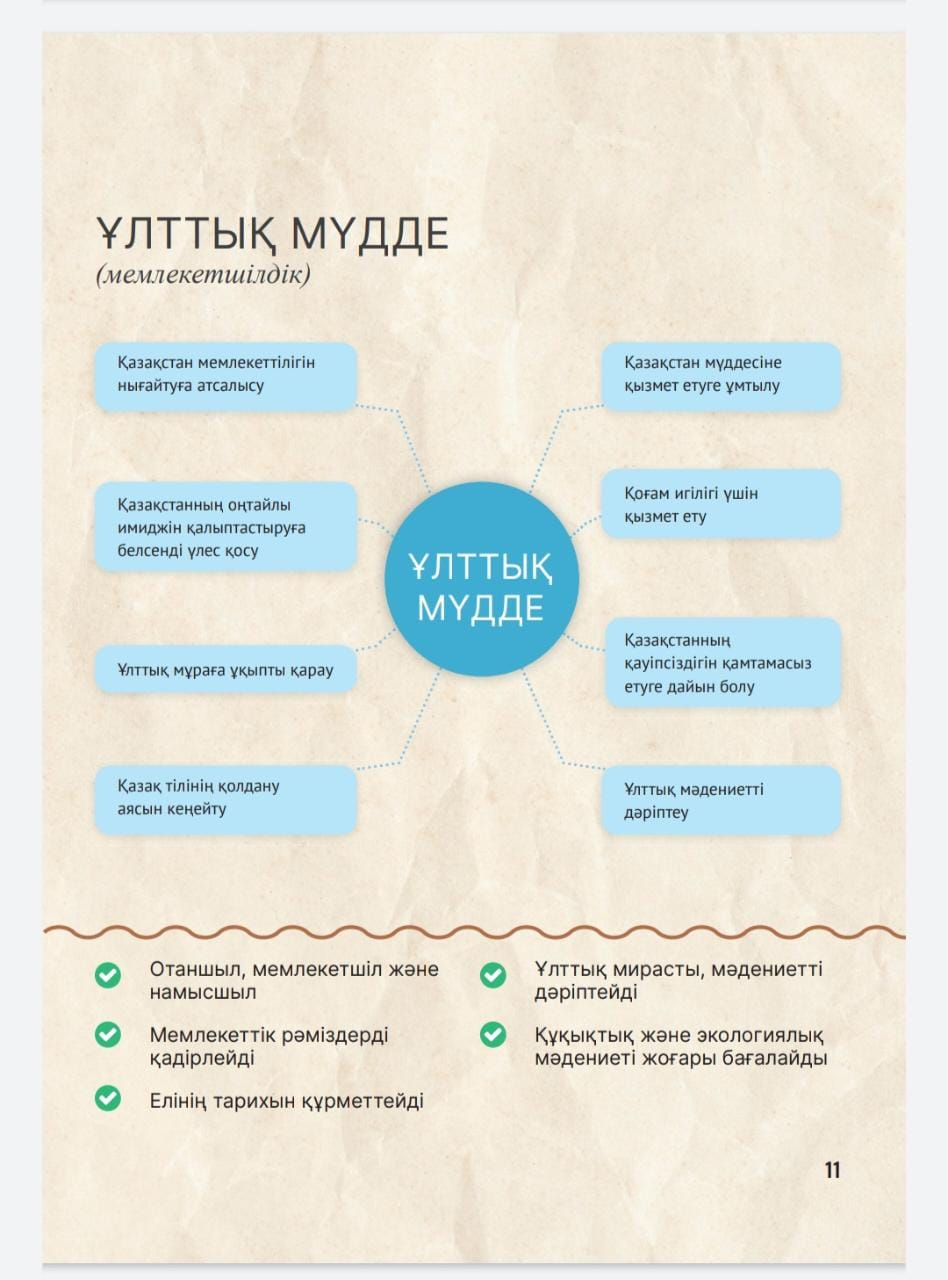 ҰЛТТЫҚ МҮДДЕ
(мемлекетшілдік)
Қазақстан мемлекеттілігін
нығайтуға атсалысу
Қазақстанның оңтайлы
имиджін қалыптастыруға
белсенді үлес қосу
Ұлттық мұраға ұқыпты қарау
Қазақ тілінің қолдану
аясын кеңейту
ҰЛТТЫҚ
МҮДДЕ
Қазақстан мүддесіне
қызмет етуге ұмтылу
Қоғам игілігі үшін
қызмет ету
Қазақстанның
қауіпсіздігін қамтамасыз
етуге дайын болу
Ұлттық мәдениетті
дәріптеу
Отаншыл, мемлекетшіл және
намысшыл
Мемлекеттік рәміздерді
қадірлейді
Елінің тарихын құрметтейді
Ұлттық мирасты, мәдениетті
дәріптейді
Құқықтық және экологиялық
мәдениеті жоғары бағалайды
11